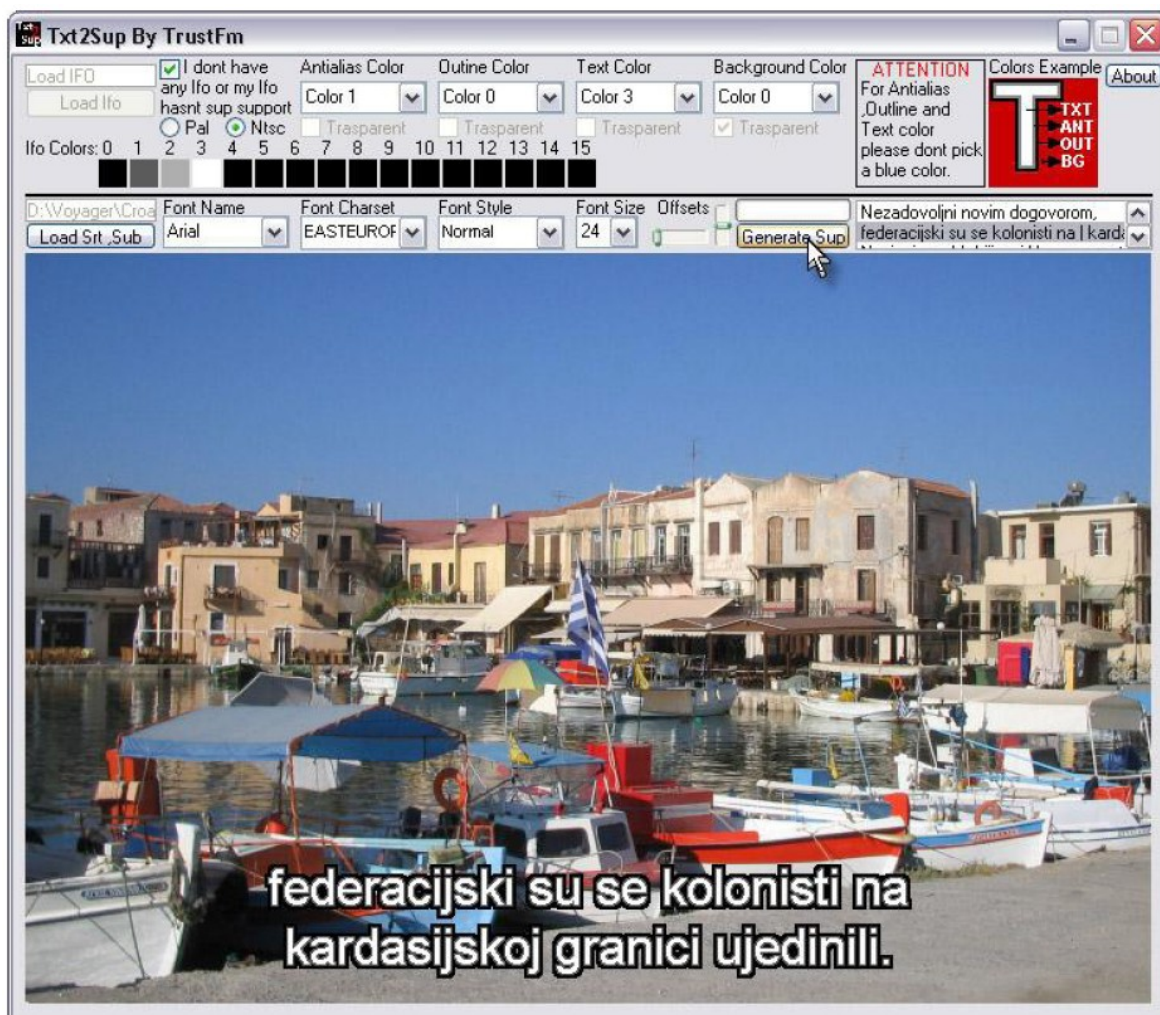 Txt2Sup By TrustFm
Load IFO
Load Ifo
I dont have
any Ifo or my Ifo
hasnt sup support
Pal Ntsc
Antialias Color
Color 1
Trasparent
Outine Color
Color 0
Trasparent
Text Color
Color 3
Trasparent
Background Color
Color 0
Trasparent
ATTENTION
For Antialias
,Outline and
Text color
please dont pick
a blue color.
Colors Example
T
TXT
ANT
OUT
BG
About
Ifo Colors: 0 1 2 3 4 5 6 7 8 9 10 11 12 13 14 15
D:\Voyager\Croa
Load Srt ,Sub
Font Name
Arial
Font Charset
EASTEUROF
Font Style
Normal
Font Size
24
Offsets
Generate Sup
Nezadovoljni novim dogovorom,
federacijski su se kolonisti na | karda
federacijski su se kolonisti na
kardasijskoj granici ujedinili.